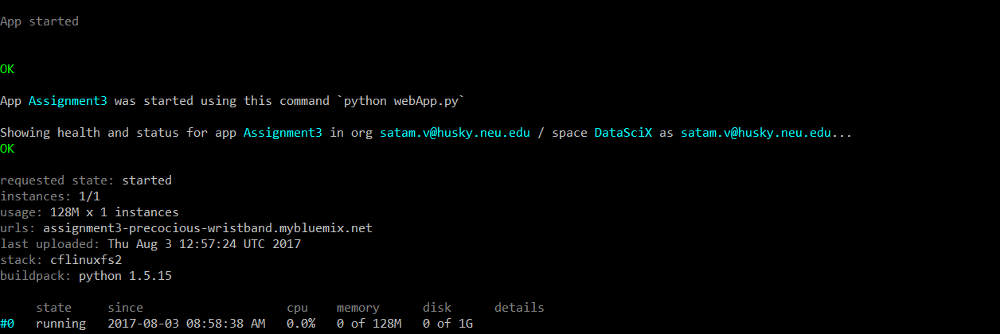 App started
OK
App Assignment3 was started using this command `python webApp.py`
Showing health and status for app Assignment3 in org satam.v@husky.neu.edu / space DataSciX as satam.v@husky.neu.edu...
OK
requested state: started
instances: 1/1
usage: 128M x 1 instances
urls: assignment3-precocious-wristband.mybluemix.net
last uploaded: Thu Aug 3 12:57:24 UTC 2017
stack: cflinuxfs2
buildpack: python 1.5.15
state since cpu memory disk details
#0 running 2017-08-03 08:58:38 AM 0.0% 0 of 128M 0 of 1G